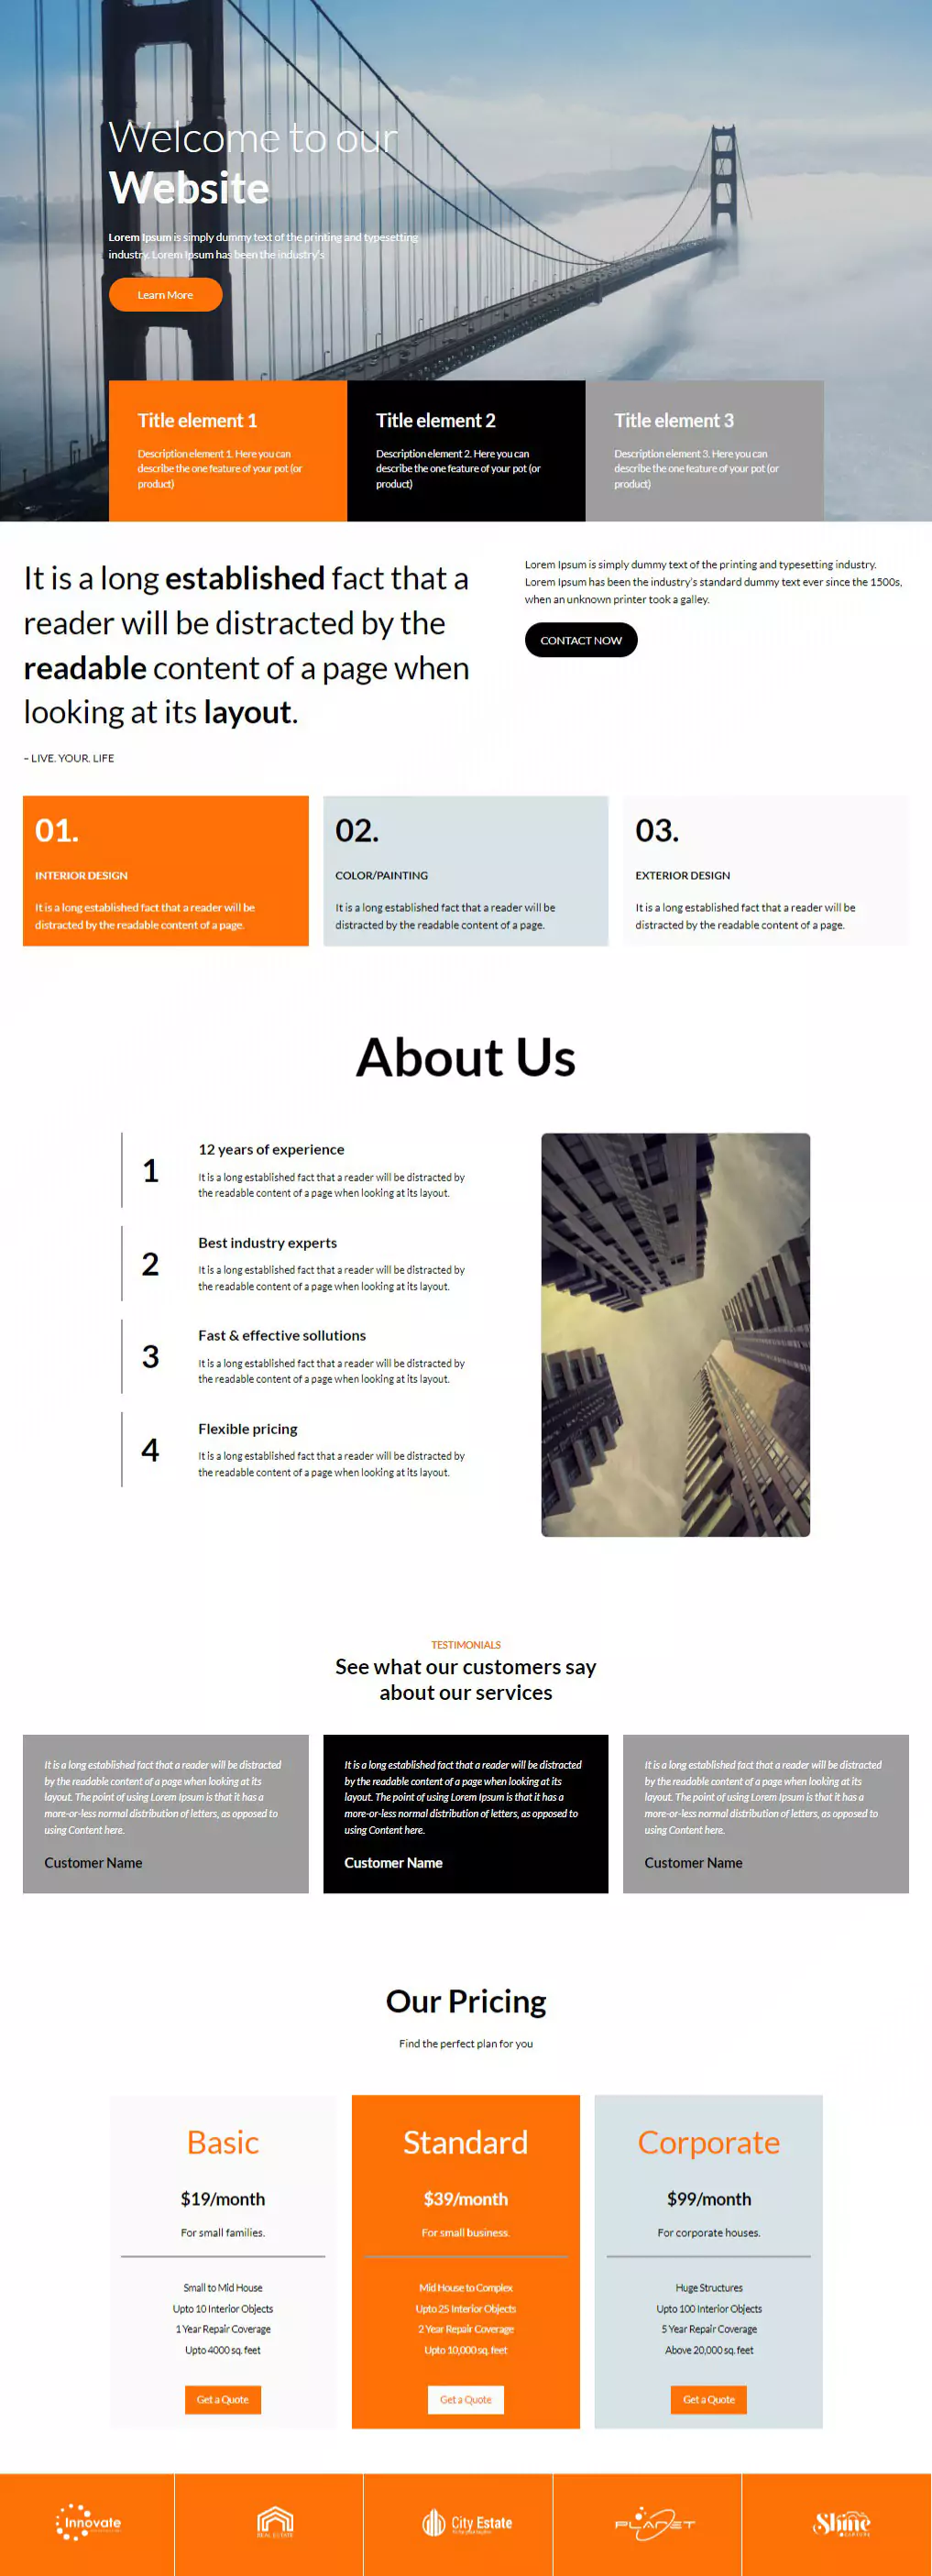 Welcome to our
Website
Lorem Ipsum is simply dummy text of the printing and typesetting
industry. Lorem Ipsum has been the industry's
Learn More
Title element 1
Description element 1. Here you can
describe the one feature of your pot (or
product)
Title element 2
Description element 2. Here you can
describe the one feature of your pot (or
product)
Title element 3
Description element 3. Here you can
describe the one feature of your pot (or
product)
It is a long established fact that a
reader will be distracted by the
readable content of a page when
looking at its layout.
– LIVE. YOUR. LIFE
Lorem Ipsum is simply dummy text of the printing and typesetting industry.
Lorem Ipsum has been the industry's standard dummy text ever since the 1500s,
when an unknown printer took a galley.
CONTACT NOW
01.
INTERIOR DESIGN
It is a long established fact that a reader will be
distracted by the readable content of a page.
02.
COLOR/PAINTING
It is a long established fact that a reader will be
distracted by the readable content of a page.
03.
EXTERIOR DESIGN
It is a long established fact that a reader will be
distracted by the readable content of a page.
About Us
1
12 years of experience
It is a long established fact that a reader will be distracted by
the readable content of a page when looking at its layout.
2
Best industry experts
It is a long established fact that a reader will be distracted by
the readable content of a page when looking at its layout.
3
Fast & effective sollutions
It is a long established fact that a reader will be distracted by
the readable content of a page when looking at its layout.
4
Flexible pricing
It is a long established fact that a reader will be distracted by
the readable content of a page when looking at its layout.
TESTIMONIALS
See what our customers say
about our services
It is a long established fact that a reader will be distracted
by the readable content of a page when looking at its
layout. The point of using Lorem Ipsum is that it has a
more-or-less normal distribution of letters, as opposed to
using Content here.
Customer Name
It is a long established fact that a reader will be distracted
by the readable content of a page when looking at its
layout. The point of using Lorem Ipsum is that it has a
more-or-less normal distribution of letters, as opposed to
using Content here.
Customer Name
It is a long established fact that a reader will be distracted
by the readable content of a page when looking at its
layout. The point of using Lorem Ipsum is that it has a
more-or-less normal distribution of letters, as opposed to
using Content here.
Customer Name
Our Pricing
Find the perfect plan for you
Basic
$19/month
For small families.
Small to Mid House
Upto 10 Interior Objects
1 Year Repair Coverage
Upto 4000 sq. feet
Get a Quote
Standard
$39/month
For small business.
Mid House to Complex
Upto 25 Interior Objects
2 Year Repair Coverage
Upto 10,000 sq. feet
Get a Quote
Corporate
$99/month
For corporate houses.
Huge Structures
Upto 100 Interior Objects
5 Year Repair Coverage
Above 20,000 sq. feet
Get a Quote
Innovate
REAL ESTATE
City Estate
PLANET
Shine